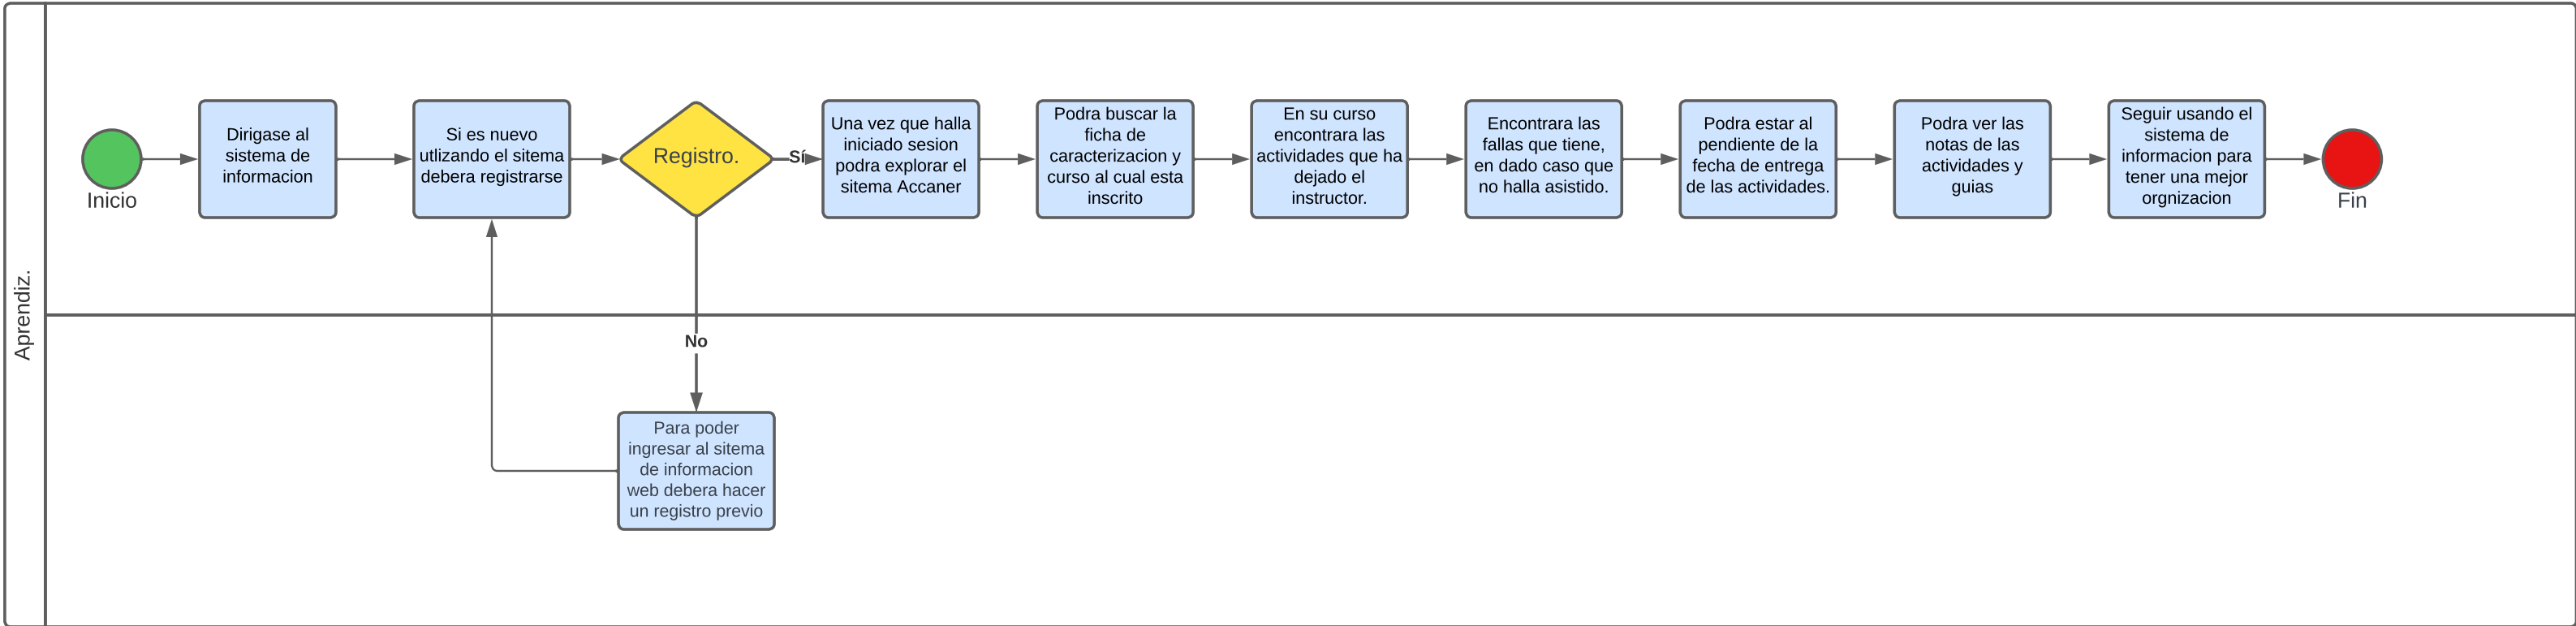 Aprendiz.
Inicio
Dirigase al
sistema de
informacion
Si es nuevo
utlizando el sitema
debera registrarse
Registro.
Sí
Una vez que halla
iniciado sesion
podra explorar el
sitema Accaner
Podra buscar la
ficha de
caracterizacion y
curso al cual esta
inscrito
En su curso
encontrara las
actividades que ha
dejado el
instructor.
Encontrara las
fallas que tiene,
en dado caso que
no halla asistido.
Podra estar al
pendiente de la
fecha de entrega
de las actividades.
Podra ver las
notas de las
actividades y
guias
Seguir usando el
sistema de
informacion para
tener una mejor
orgnizacion
Fin
No
Para poder
ingresar al sitema
de informacion
web debera hacer
un registro previo